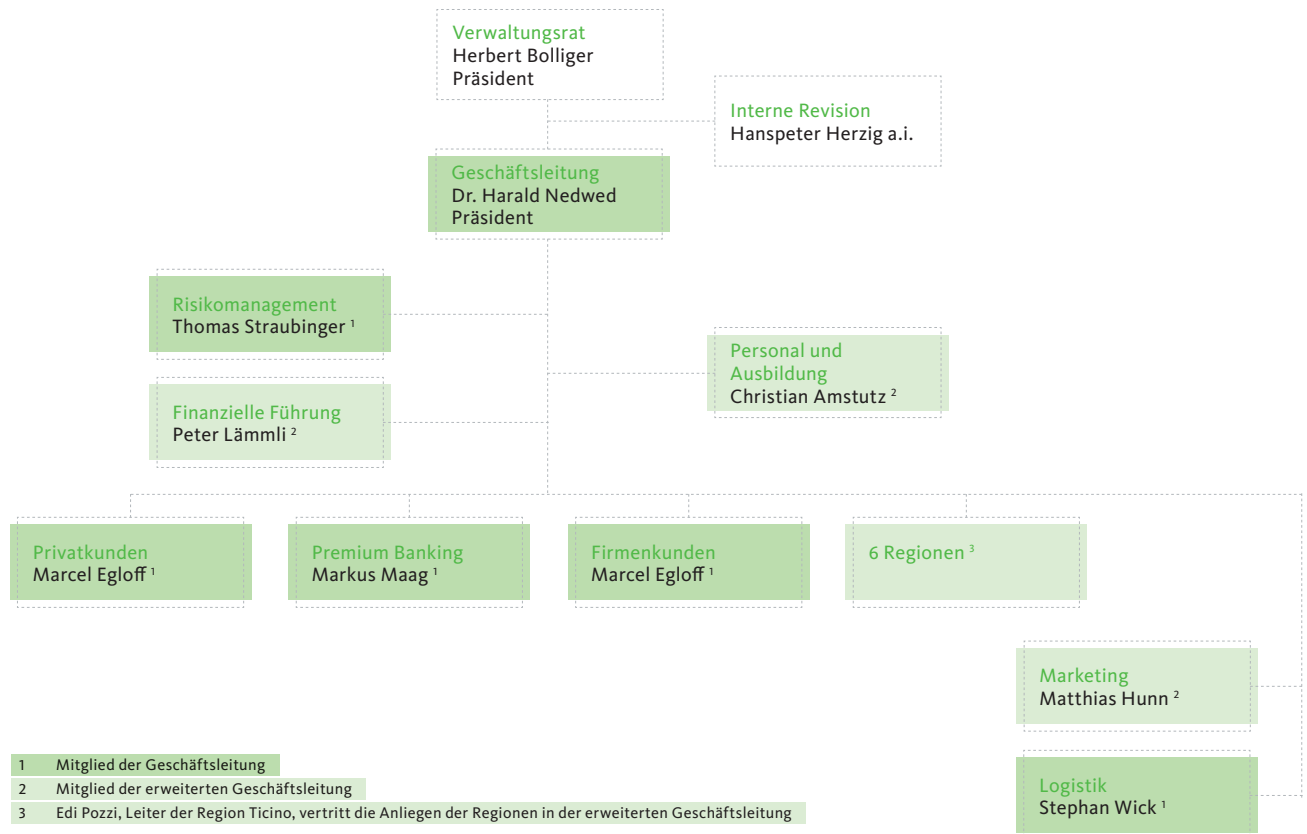 Verwaltungsrat
Herbert Bolliger
Präsident
Interne Revision
Hanspeter Herzig a.i.
Geschäftsleitung
Dr. Harald Nedwed
Präsident
Risikomanagement
Thomas Straubinger ¹
Personal und
Ausbildung
Christian Amstutz ²
Finanzielle Führung
Peter Lämmli ²
Privatkunden
Marcel Egloff ¹
Premium Banking
Markus Maag ¹
Firmenkunden
Marcel Egloff ¹
6 Regionen ³
Marketing
Matthias Hunn ²
Logistik
Stephan Wick ¹
1 Mitglied der Geschäftsleitung
2 Mitglied der erweiterten Geschäftsleitung
3 Edi Pozzi, Leiter der Region Ticino, vertritt die Anliegen der Regionen in der erweiterten Geschäftsleitung